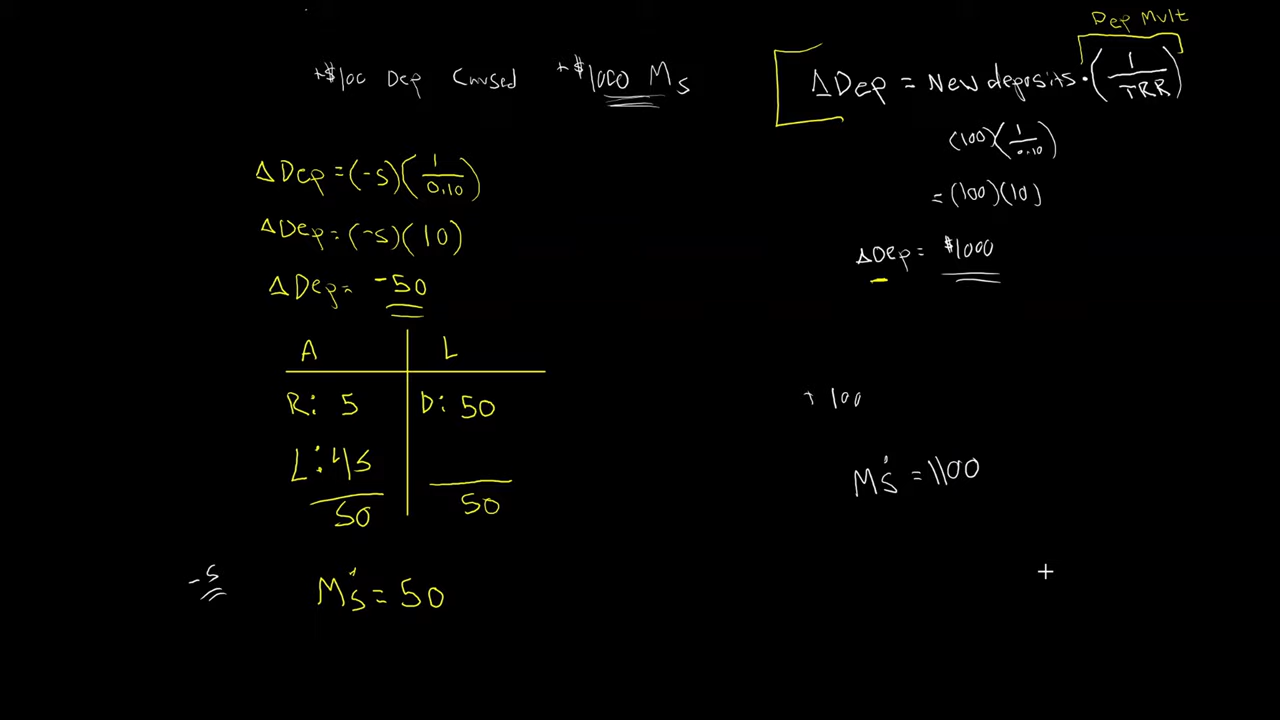 Dep Mult
+$100 Dep Caused +$1000 Ms
ΔDep = New deposits · (1/TRR)
(100)(1/0.10)
= (100)(10)
ΔDep = $1000
ΔDep = (-5)(1/0.10)
ΔDep = (-5)(10)
ΔDep = -50
A L
R: 5 D: 50
L: 45
50 50
+ 100
M's = 1100
-5
M's = 50